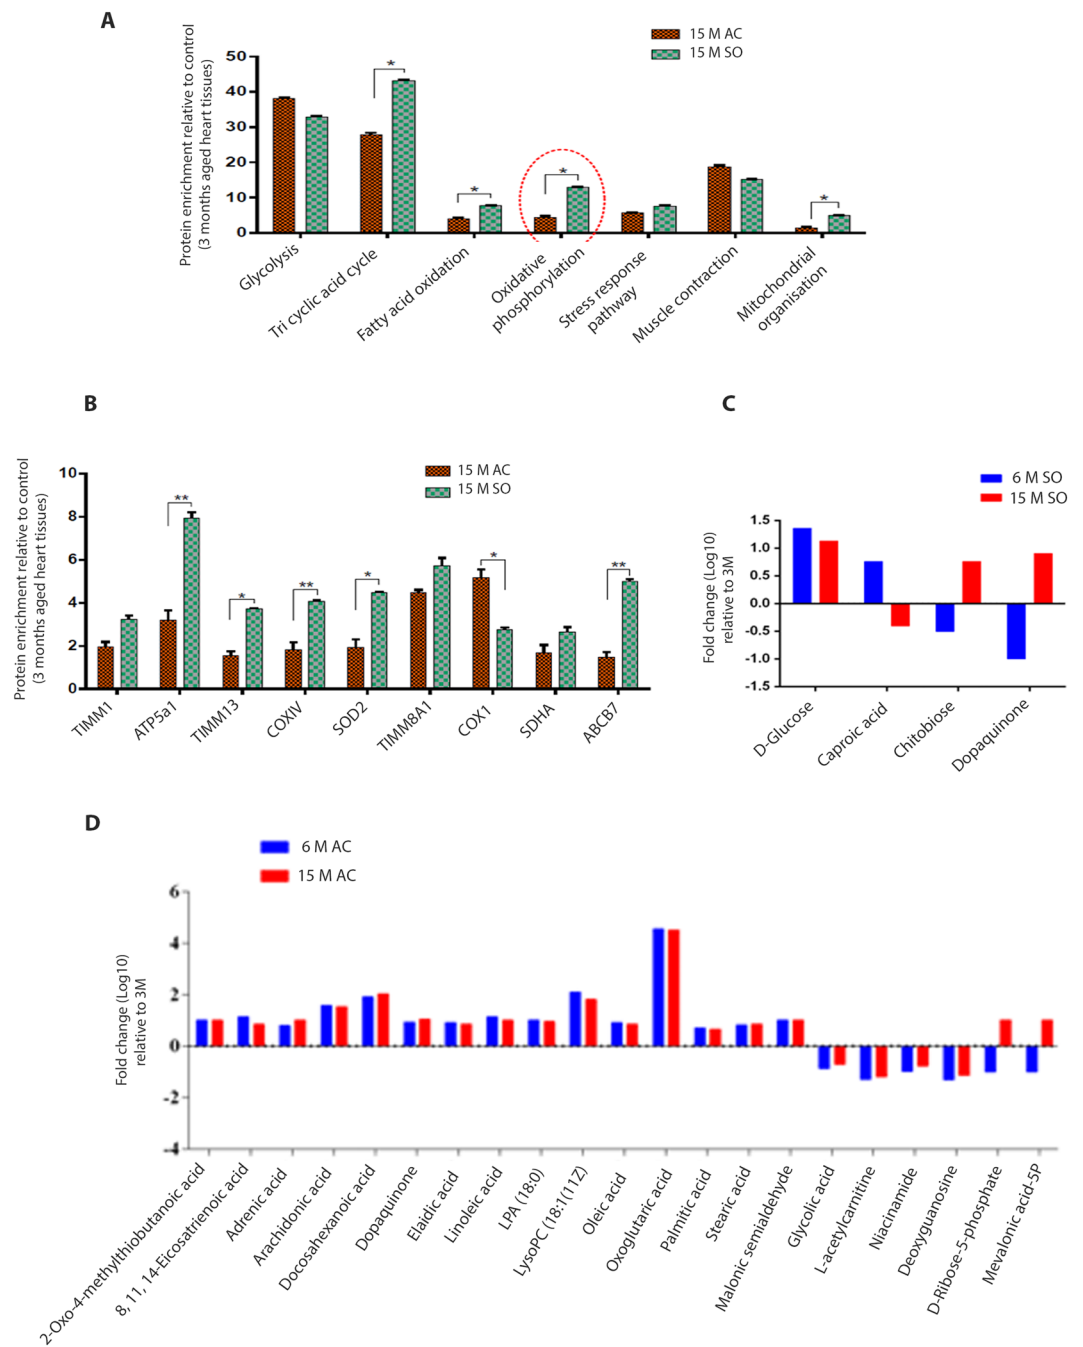 A
15 M AC
15 M SO
Protein enrichment relative to control
(3 months aged heart tissues)
50
40
30
20
10
0
*
*
*
*
Glycolysis
Tri cyclic acid cycle
Fatty acid oxidation
Oxidative
phosphorylation
Stress response
pathway
Muscle contraction
Mitochondrial
organisation
B
15 M AC
15 M SO
Protein enrichment relative to control
(3 months aged heart tissues)
10
8
6
4
2
0
**
*
**
*
*
**
TIMM1
ATP5a1
TIMM13
COXIV
SOD2
TIMM8A1
COX1
SDHA
ABCB7
C
6 M SO
15 M SO
Fold change (Log10)
relative to 3M
1.5
1.0
0.5
0.0
-0.5
-1.0
-1.5
D-Glucose
Caproic acid
Chitobiose
Dopaquinone
D
6 M AC
15 M AC
Fold change (Log10)
relative to 3M
6
4
2
0
-2
-4
2-Oxo-4-methylthiobutanoic acid
8, 11, 14-Eicosatrienoic acid
Adrenic acid
Arachidonic acid
Docosahexanoic acid
Dopaquinone
Elaidic acid
Linoleic acid
LPA (18:0)
LysoPC (18:1(11Z)
Oleic acid
Oxoglutaric acid
Palmitic acid
Stearic acid
Malonic semialdehyde
Glycolic acid
L-acetylcarnitine
Niacinamide
Deoxyguanosine
D-Ribose-5-phosphate
Mevalonic acid-5P